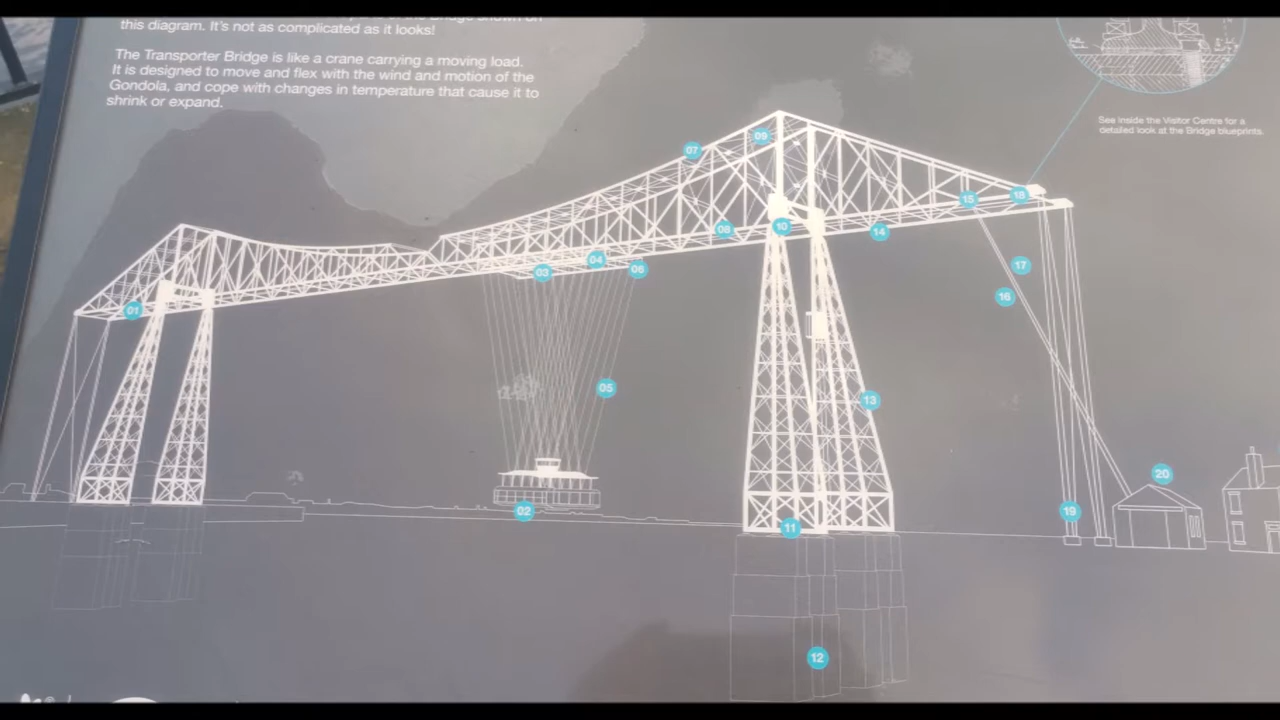 the Bridge shown on
this diagram. It's not as complicated as it looks!
The Transporter Bridge is like a crane carrying a moving load.
It is designed to move and flex with the wind and motion of the
Gondola, and cope with changes in temperature that cause it to
shrink or expand.
See inside the Visitor Centre for a
detailed look at the Bridge blueprints.
09
07
15
18
08
10
14
04
03
06
17
16
01
05
13
20
02
19
11
12